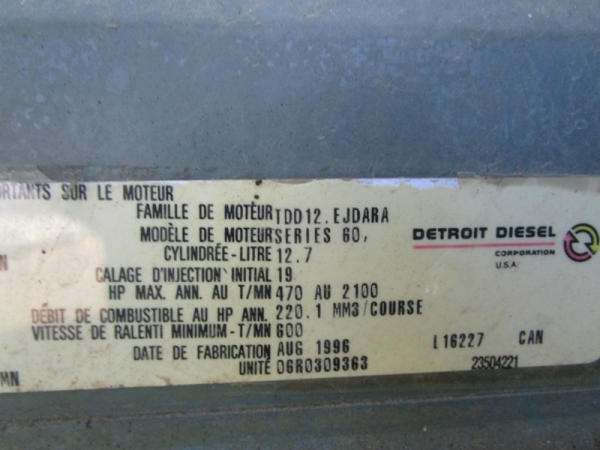 ORTANTS SUR LE MOTEUR
FAMILLE DE MOTEUR TDD12.EJDARA
MODÈLE DE MOTEUR SERIES 60,
CYLINDRÉE-LITRE 12.7
CALAGE D'INJECTION INITIAL 19
HP MAX. ANN. AU T/MN 470 AU 2100
DÉBIT DE COMBUSTIBLE AU HP ANN. 220.1 MM3/COURSE
VITESSE DE RALENTI MINIMUM-T/MN 600
DATE DE FABRICATION AUG 1996
UNITÉ 06R0309363
DETROIT DIESEL
CORPORATION
U.S.A.
L16227 CAN
23504221
N
MN